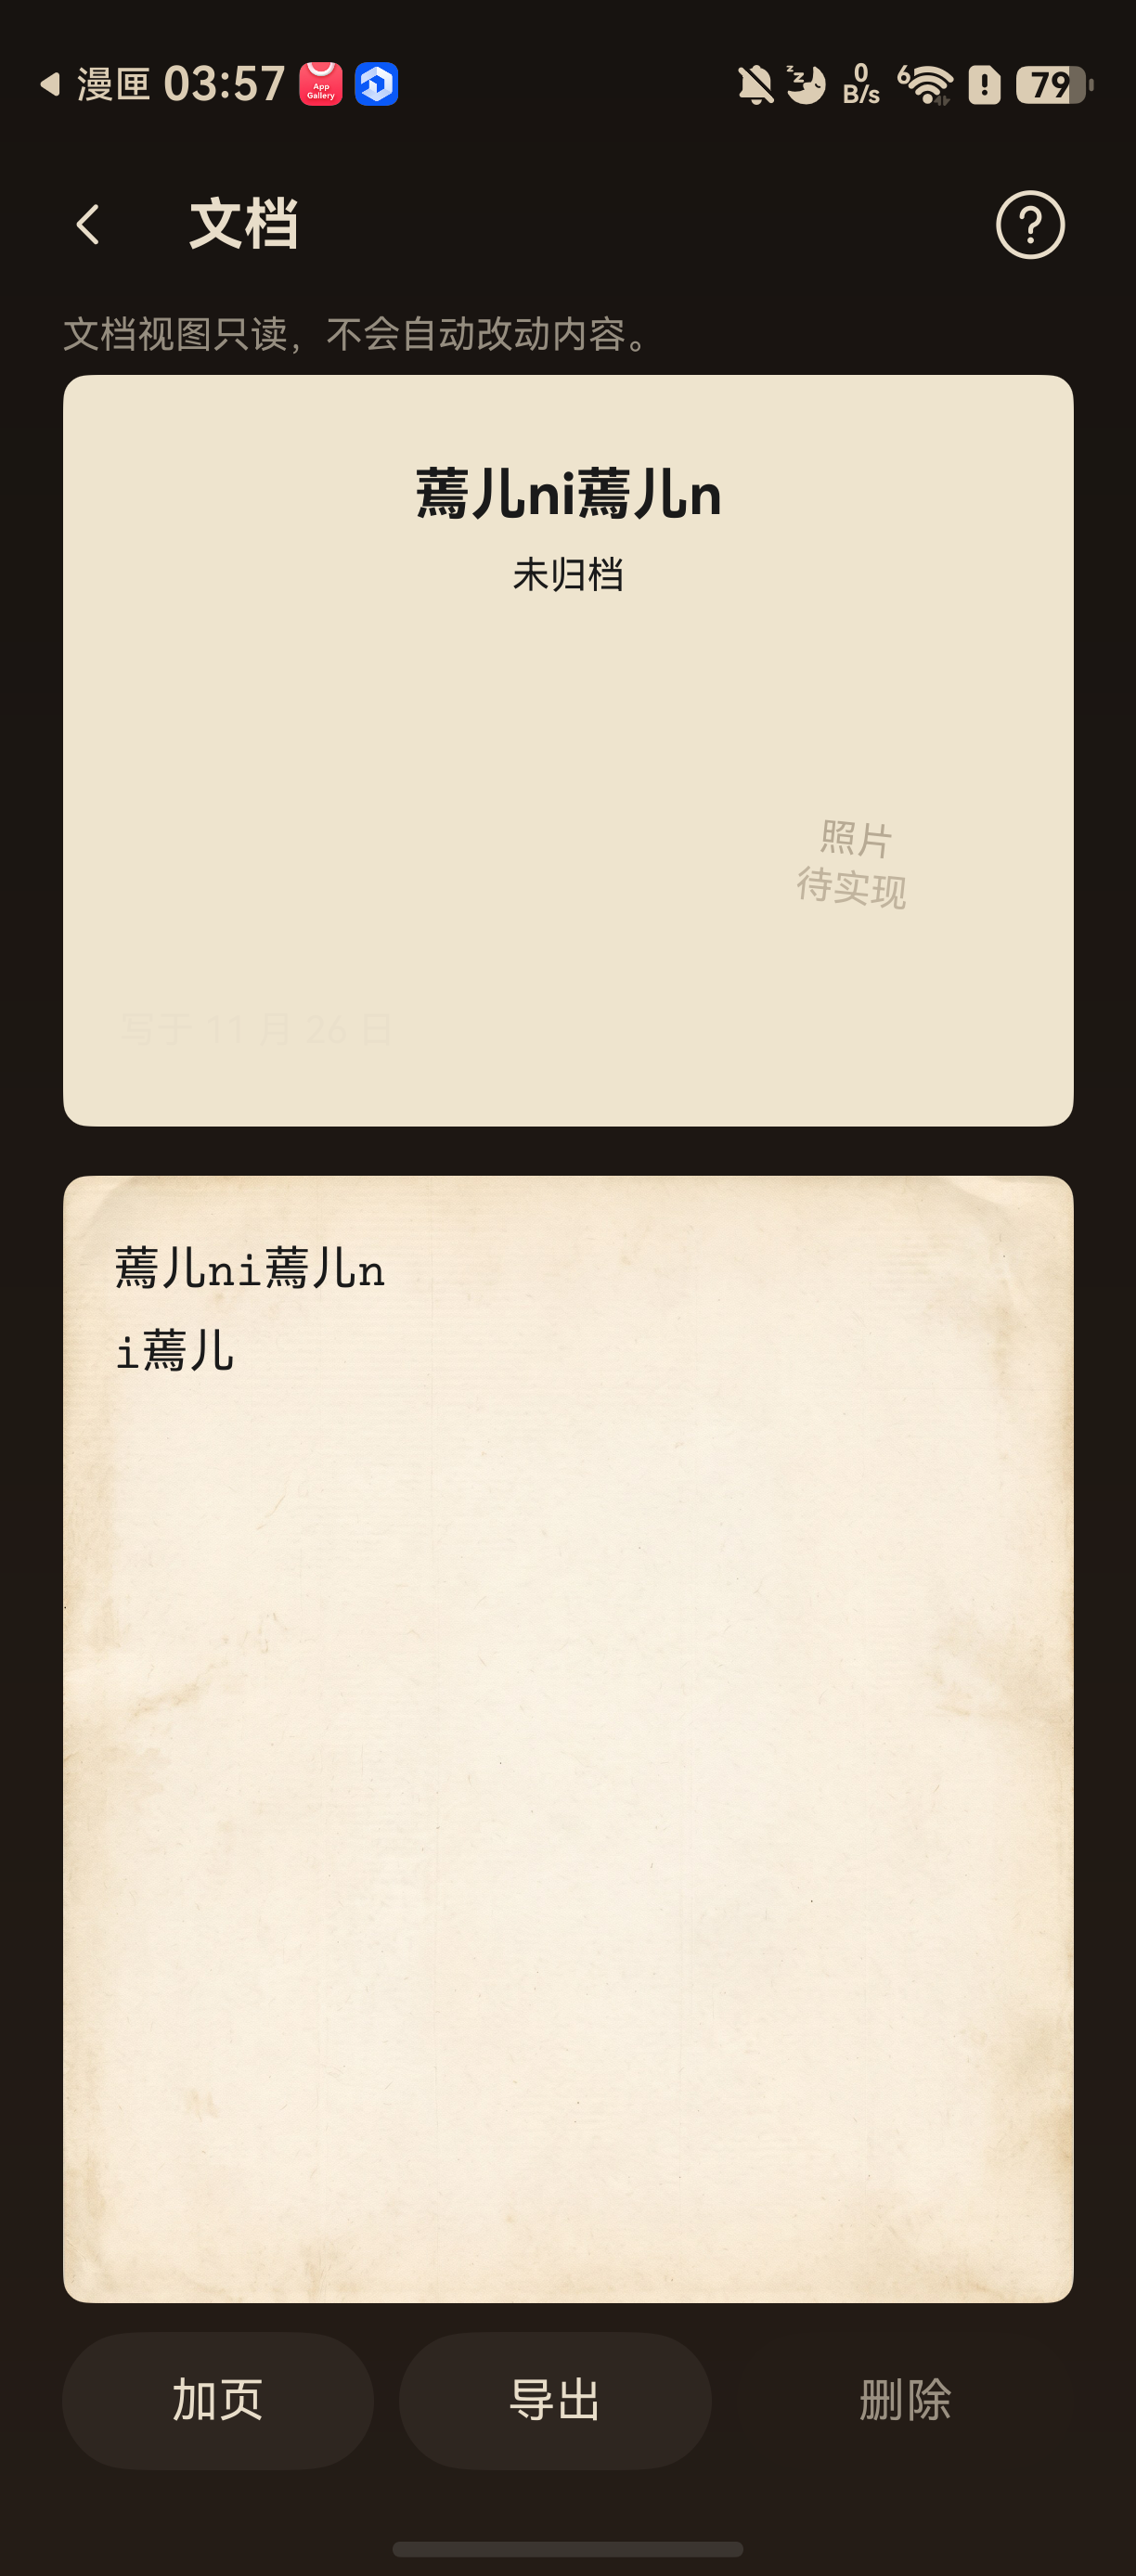 漫匣 03:57 App Gallery 0 B/s 6 79
文档
文档视图只读，不会自动改动内容。
蔫儿ni蔫儿n
未归档
照片
待实现
写于 11 月 26 日
蔫儿ni蔫儿n
i蔫儿
加页 导出 删除